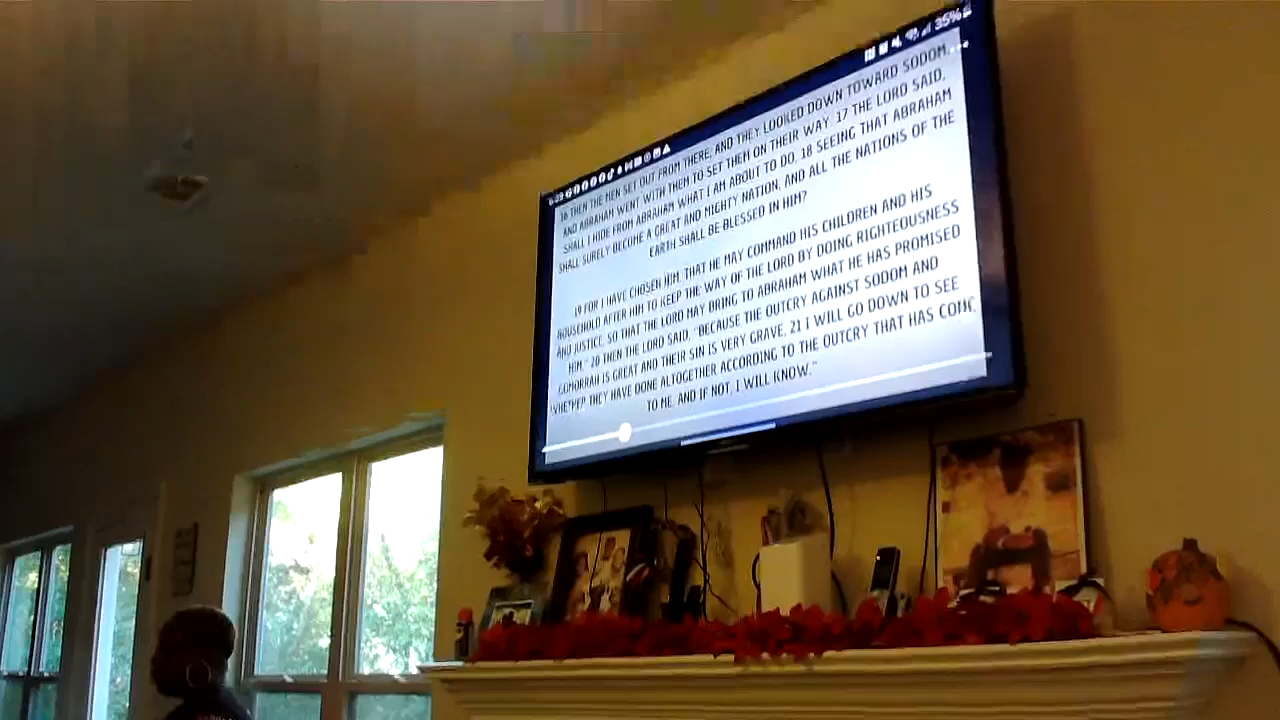 35%
16 THEN THE MEN SET OUT FROM THERE, AND THEY LOOKED DOWN TOWARD SODOM.
AND ABRAHAM WENT WITH THEM TO SET THEM ON THEIR WAY. 17 THE LORD SAID,
SHALL I HIDE FROM ABRAHAM WHAT I AM ABOUT TO DO, 18 SEEING THAT ABRAHAM
SHALL SURELY BECOME A GREAT AND MIGHTY NATION, AND ALL THE NATIONS OF THE
EARTH SHALL BE BLESSED IN HIM?
19 FOR I HAVE CHOSEN HIM, THAT HE MAY COMMAND HIS CHILDREN AND HIS
HOUSEHOLD AFTER HIM TO KEEP THE WAY OF THE LORD BY DOING RIGHTEOUSNESS
AND JUSTICE, SO THAT THE LORD MAY BRING TO ABRAHAM WHAT HE HAS PROMISED
HIM." 20 THEN THE LORD SAID, "BECAUSE THE OUTCRY AGAINST SODOM AND
GOMORRAH IS GREAT AND THEIR SIN IS VERY GRAVE, 21 I WILL GO DOWN TO SEE
WHETHER THEY HAVE DONE ALTOGETHER ACCORDING TO THE OUTCRY THAT HAS COME
TO ME. AND IF NOT, I WILL KNOW."